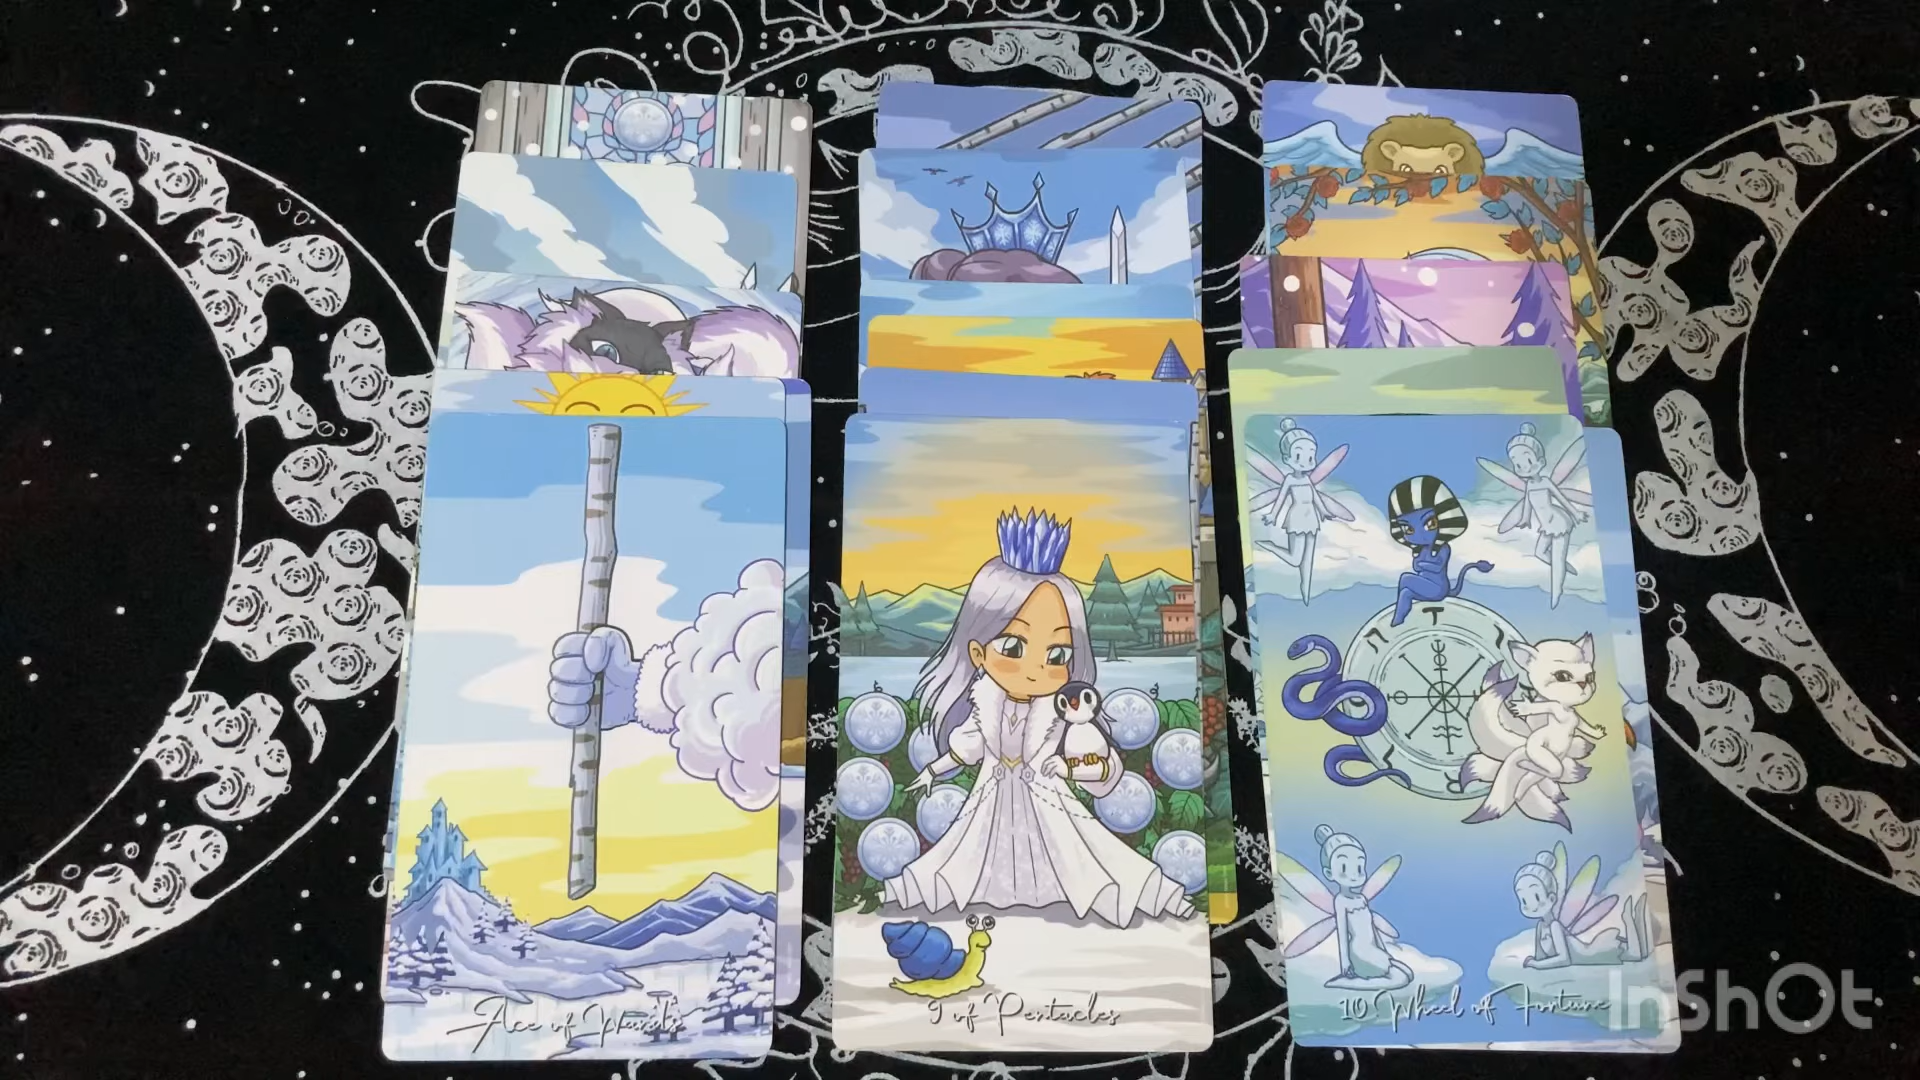 Ace of Wands
9 of Pentacles
10 Wheel of Fortune
InShOt